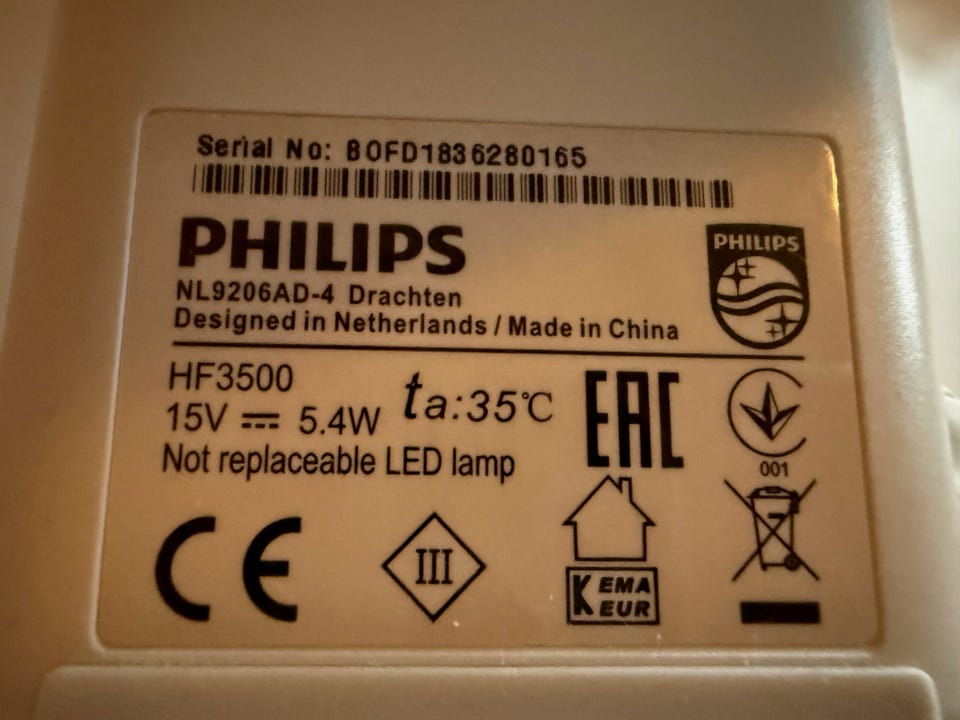 Serial No: BOFD1836280165
PHILIPS
NL9206AD-4 Drachten
Designed in Netherlands / Made in China
PHILIPS
HF3500
15V ⎓ 5.4W
ta:35℃
Not replaceable LED lamp
EAC
001
CE
III
KEMA
EUR